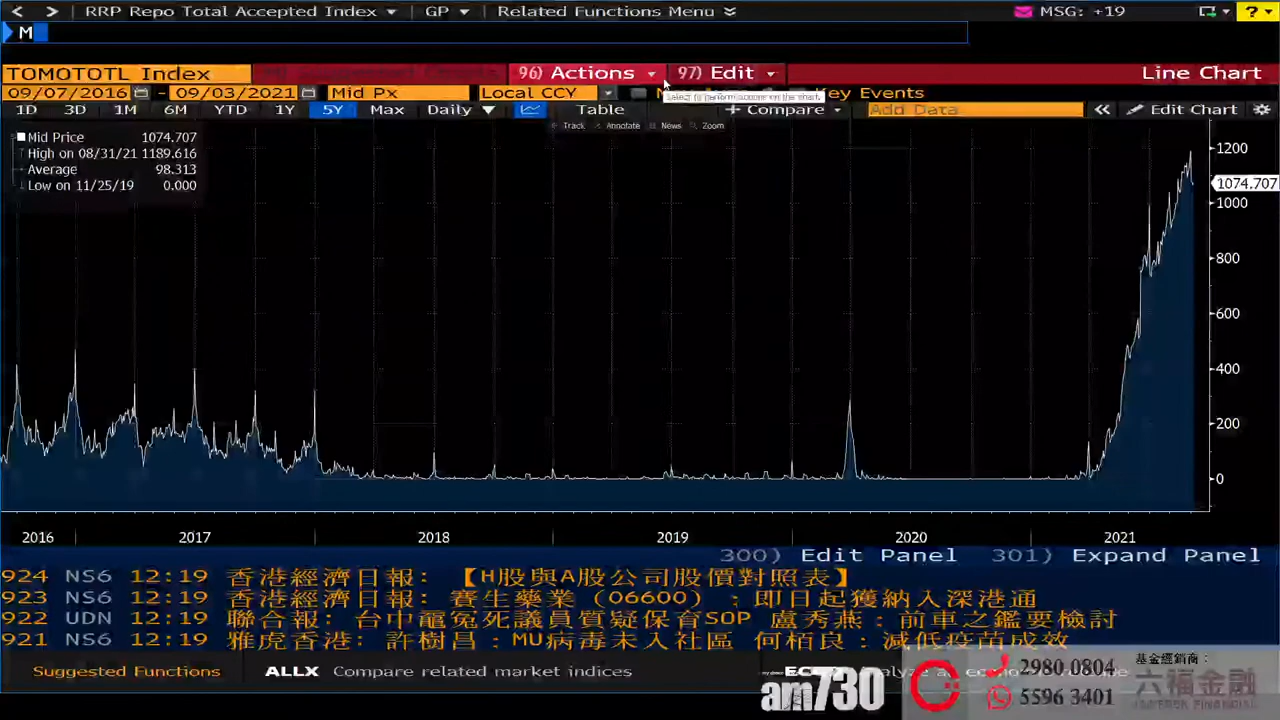 < > RRP Repo Total Accepted Index GP Related Functions Menu MSG: +19 ?
M
TOMOTOTL Index 96) Actions 97) Edit Line Chart
09/07/2016 - 09/03/2021 Mid Px Local CCY Key Events
1D 3D 1M 6M YTD 1Y 5Y Max Daily Table + Compare Add Data « Edit Chart
Track Annotate News Zoom
Mid Price 1074.707
High on 08/31/21 1189.616
Average 98.313
Low on 11/25/19 0.000
1200
1074.707
1000
800
600
400
200
0
2016 2017 2018 2019 2020 2021
300) Edit Panel 301) Expand Panel
924 NS6 12:19 香港經濟日報: 【H股與A股公司股價對照表】
923 NS6 12:19 香港經濟日報: 寶生藥業 (06600) ;即日起獲納入深港通
922 UDN 12:19 聯合報: 台中龍冤死議員質疑保育SOP 盧秀燕:前車之鑑要檢討
921 NS6 12:19 雅虎香港: 許樹昌:MU病毒未入社區 何栢良:減低疫苗成效
Suggested Functions ALLX Compare related market indices
am730
2980 0804
5596 3401
基金經銷商:
六福金融